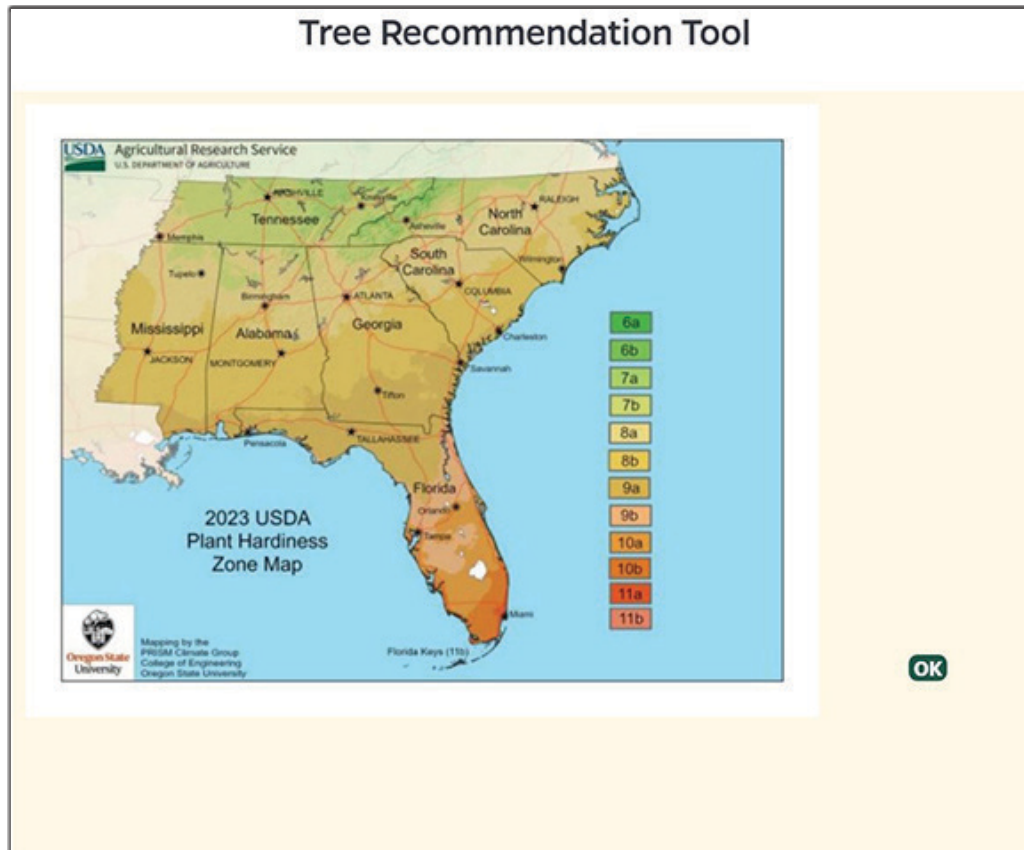 Tree Recommendation Tool
USDA Agricultural Research Service
U.S. DEPARTMENT OF AGRICULTURE
NASHVILLE
Knoxville
Tennessee
RALEIGH
North
Carolina
Asheville
Memphis
South
Carolina
Wilmington
Tupelo
COLUMBIA
Birmingham
ATLANTA
Mississippi
Alabama
Georgia
Charleston
JACKSON
MONTGOMERY
Savannah
Tifton
Pensacola
TALLAHASSEE
Florida
Orlando
Tampa
Miami
Florida Keys (11b)
6a
6b
7a
7b
8a
8b
9a
9b
10a
10b
11a
11b
2023 USDA
Plant Hardiness
Zone Map
Oregon State
University
Mapping by the
PRISM Climate Group
College of Engineering
Oregon State University
OK